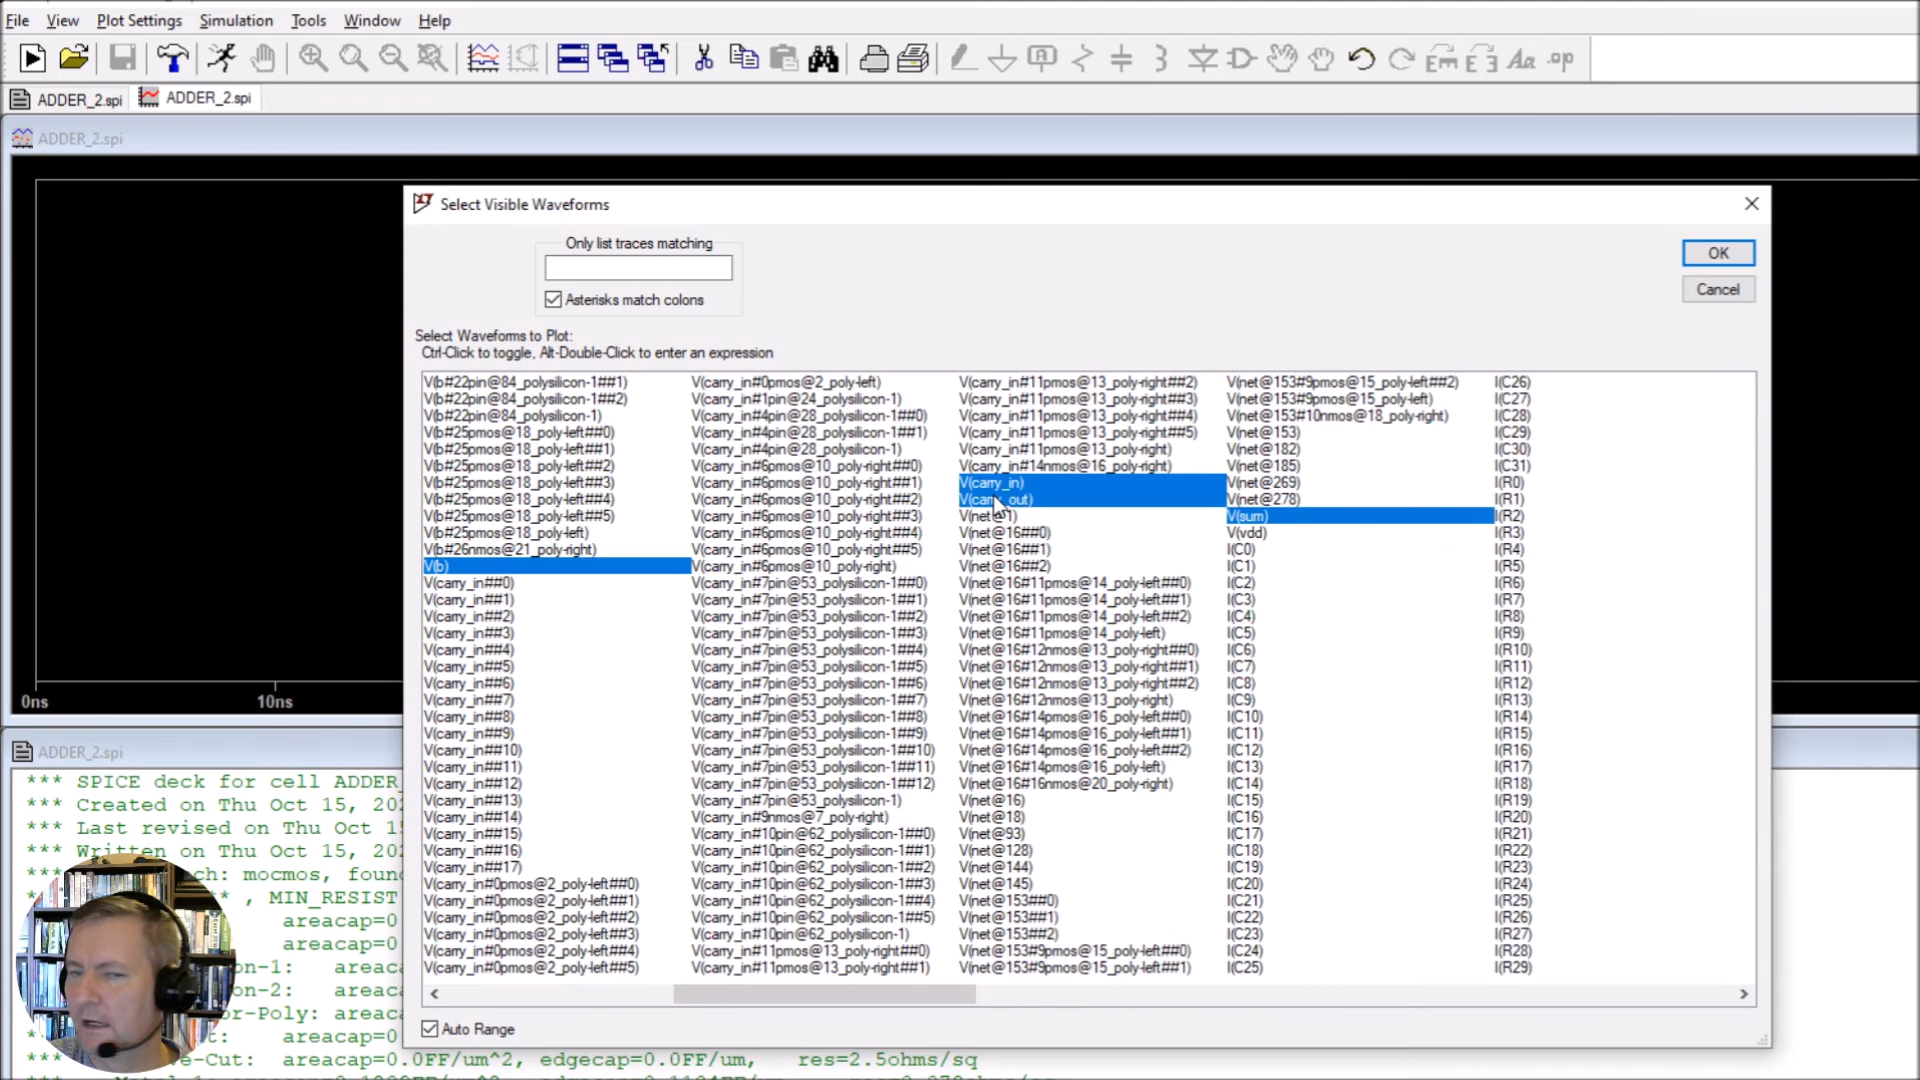 File View Plot Settings Simulation Tools Window Help
ADDER_2.spi ADDER_2.spi
ADDER_2.spi
Select Visible Waveforms
Only list traces matching
OK
Asterisks match colons
Cancel
Select Waveforms to Plot:
Ctrl-Click to toggle, Alt-Double-Click to enter an expression
V(b#22pin@84_polysilicon-1##1) V(carry_in#0pmos@2_poly-left) V(carry_in#11pmos@13_poly-right##2) V(net@153#9pmos@15_poly-left##2) I(C26)
V(b#22pin@84_polysilicon-1##2) V(carry_in#1pin@24_polysilicon-1) V(carry_in#11pmos@13_poly-right##3) V(net@153#9pmos@15_poly-left) I(C27)
V(b#22pin@84_polysilicon-1) V(carry_in#4pin@28_polysilicon-1##0) V(carry_in#11pmos@13_poly-right##4) V(net@153#10nmos@18_poly-right) I(C28)
V(b#25pmos@18_poly-left##0) V(carry_in#4pin@28_polysilicon-1##1) V(carry_in#11pmos@13_poly-right##5) V(net@153) I(C29)
V(b#25pmos@18_poly-left##1) V(carry_in#4pin@28_polysilicon-1) V(carry_in#11pmos@13_poly-right) V(net@182) I(C30)
V(b#25pmos@18_poly-left##2) V(carry_in#6pmos@10_poly-right##0) V(carry_in#14nmos@16_poly-right) V(net@185) I(C31)
V(b#25pmos@18_poly-left##3) V(carry_in#6pmos@10_poly-right##1) V(carry_in) V(net@269) I(R0)
V(b#25pmos@18_poly-left##4) V(carry_in#6pmos@10_poly-right##2) V(carry_out) V(net@278) I(R1)
V(b#25pmos@18_poly-left##5) V(carry_in#6pmos@10_poly-right##3) V(net@1) V(sum) I(R2)
V(b#25pmos@18_poly-left) V(carry_in#6pmos@10_poly-right##4) V(net@16##0) V(vdd) I(R3)
V(b#26nmos@21_poly-right) V(carry_in#6pmos@10_poly-right##5) V(net@16##1) I(C0) I(R4)
V(b) V(carry_in#6pmos@10_poly-right) V(net@16##2) I(C1) I(R5)
V(carry_in##0) V(carry_in#7pin@53_polysilicon-1##0) V(net@16#11pmos@14_poly-left##0) I(C2) I(R6)
V(carry_in##1) V(carry_in#7pin@53_polysilicon-1##1) V(net@16#11pmos@14_poly-left##1) I(C3) I(R7)
V(carry_in##2) V(carry_in#7pin@53_polysilicon-1##2) V(net@16#11pmos@14_poly-left##2) I(C4) I(R8)
V(carry_in##3) V(carry_in#7pin@53_polysilicon-1##3) V(net@16#11pmos@14_poly-left) I(C5) I(R9)
V(carry_in##4) V(carry_in#7pin@53_polysilicon-1##4) V(net@16#12nmos@13_poly-right##0) I(C6) I(R10)
V(carry_in##5) V(carry_in#7pin@53_polysilicon-1##5) V(net@16#12nmos@13_poly-right##1) I(C7) I(R11)
V(carry_in##6) V(carry_in#7pin@53_polysilicon-1##6) V(net@16#12nmos@13_poly-right##2) I(C8) I(R12)
V(carry_in##7) V(carry_in#7pin@53_polysilicon-1##7) V(net@16#12nmos@13_poly-right) I(C9) I(R13)
V(carry_in##8) V(carry_in#7pin@53_polysilicon-1##8) V(net@16#14pmos@16_poly-left##0) I(C10) I(R14)
V(carry_in##9) V(carry_in#7pin@53_polysilicon-1##9) V(net@16#14pmos@16_poly-left##1) I(C11) I(R15)
V(carry_in##10) V(carry_in#7pin@53_polysilicon-1##10) V(net@16#14pmos@16_poly-left##2) I(C12) I(R16)
V(carry_in##11) V(carry_in#7pin@53_polysilicon-1##11) V(net@16#14pmos@16_poly-left) I(C13) I(R17)
V(carry_in##12) V(carry_in#7pin@53_polysilicon-1##12) V(net@16#16nmos@20_poly-right) I(C14) I(R18)
V(carry_in##13) V(carry_in#7pin@53_polysilicon-1) V(net@16) I(C15) I(R19)
V(carry_in##14) V(carry_in#9nmos@7_poly-right) V(net@18) I(C16) I(R20)
V(carry_in##15) V(carry_in#10pin@62_polysilicon-1##0) V(net@93) I(C17) I(R21)
V(carry_in##16) V(carry_in#10pin@62_polysilicon-1##1) V(net@128) I(C18) I(R22)
V(carry_in##17) V(carry_in#10pin@62_polysilicon-1##2) V(net@144) I(C19) I(R23)
V(carry_in#0pmos@2_poly-left##0) V(carry_in#10pin@62_polysilicon-1##3) V(net@145) I(C20) I(R24)
V(carry_in#0pmos@2_poly-left##1) V(carry_in#10pin@62_polysilicon-1##4) V(net@153##0) I(C21) I(R25)
V(carry_in#0pmos@2_poly-left##2) V(carry_in#10pin@62_polysilicon-1##5) V(net@153##1) I(C22) I(R26)
V(carry_in#0pmos@2_poly-left##3) V(carry_in#10pin@62_polysilicon-1) V(net@153##2) I(C23) I(R27)
V(carry_in#0pmos@2_poly-left##4) V(carry_in#11pmos@13_poly-right##0) V(net@153#9pmos@15_poly-left##0) I(C24) I(R28)
V(carry_in#0pmos@2_poly-left##5) V(carry_in#11pmos@13_poly-right##1) V(net@153#9pmos@15_poly-left##1) I(C25) I(R29)
Auto Range
0ns 10ns
ADDER_2.spi
*** SPICE deck for cell ADDER_
*** Created on Thu Oct 15, 202
*** Last revised on Thu Oct 15
*** Written on Thu Oct 15, 202
ch: mocmos, foun
, MIN_RESIST
areacap=0
areacap=0
on-1: areaca
on-2: areaca
or-Poly: area
t: areacap=0
e-Cut: areacap=0.0FF/um^2, edgecap=0.0FF/um, res=2.5ohms/sq